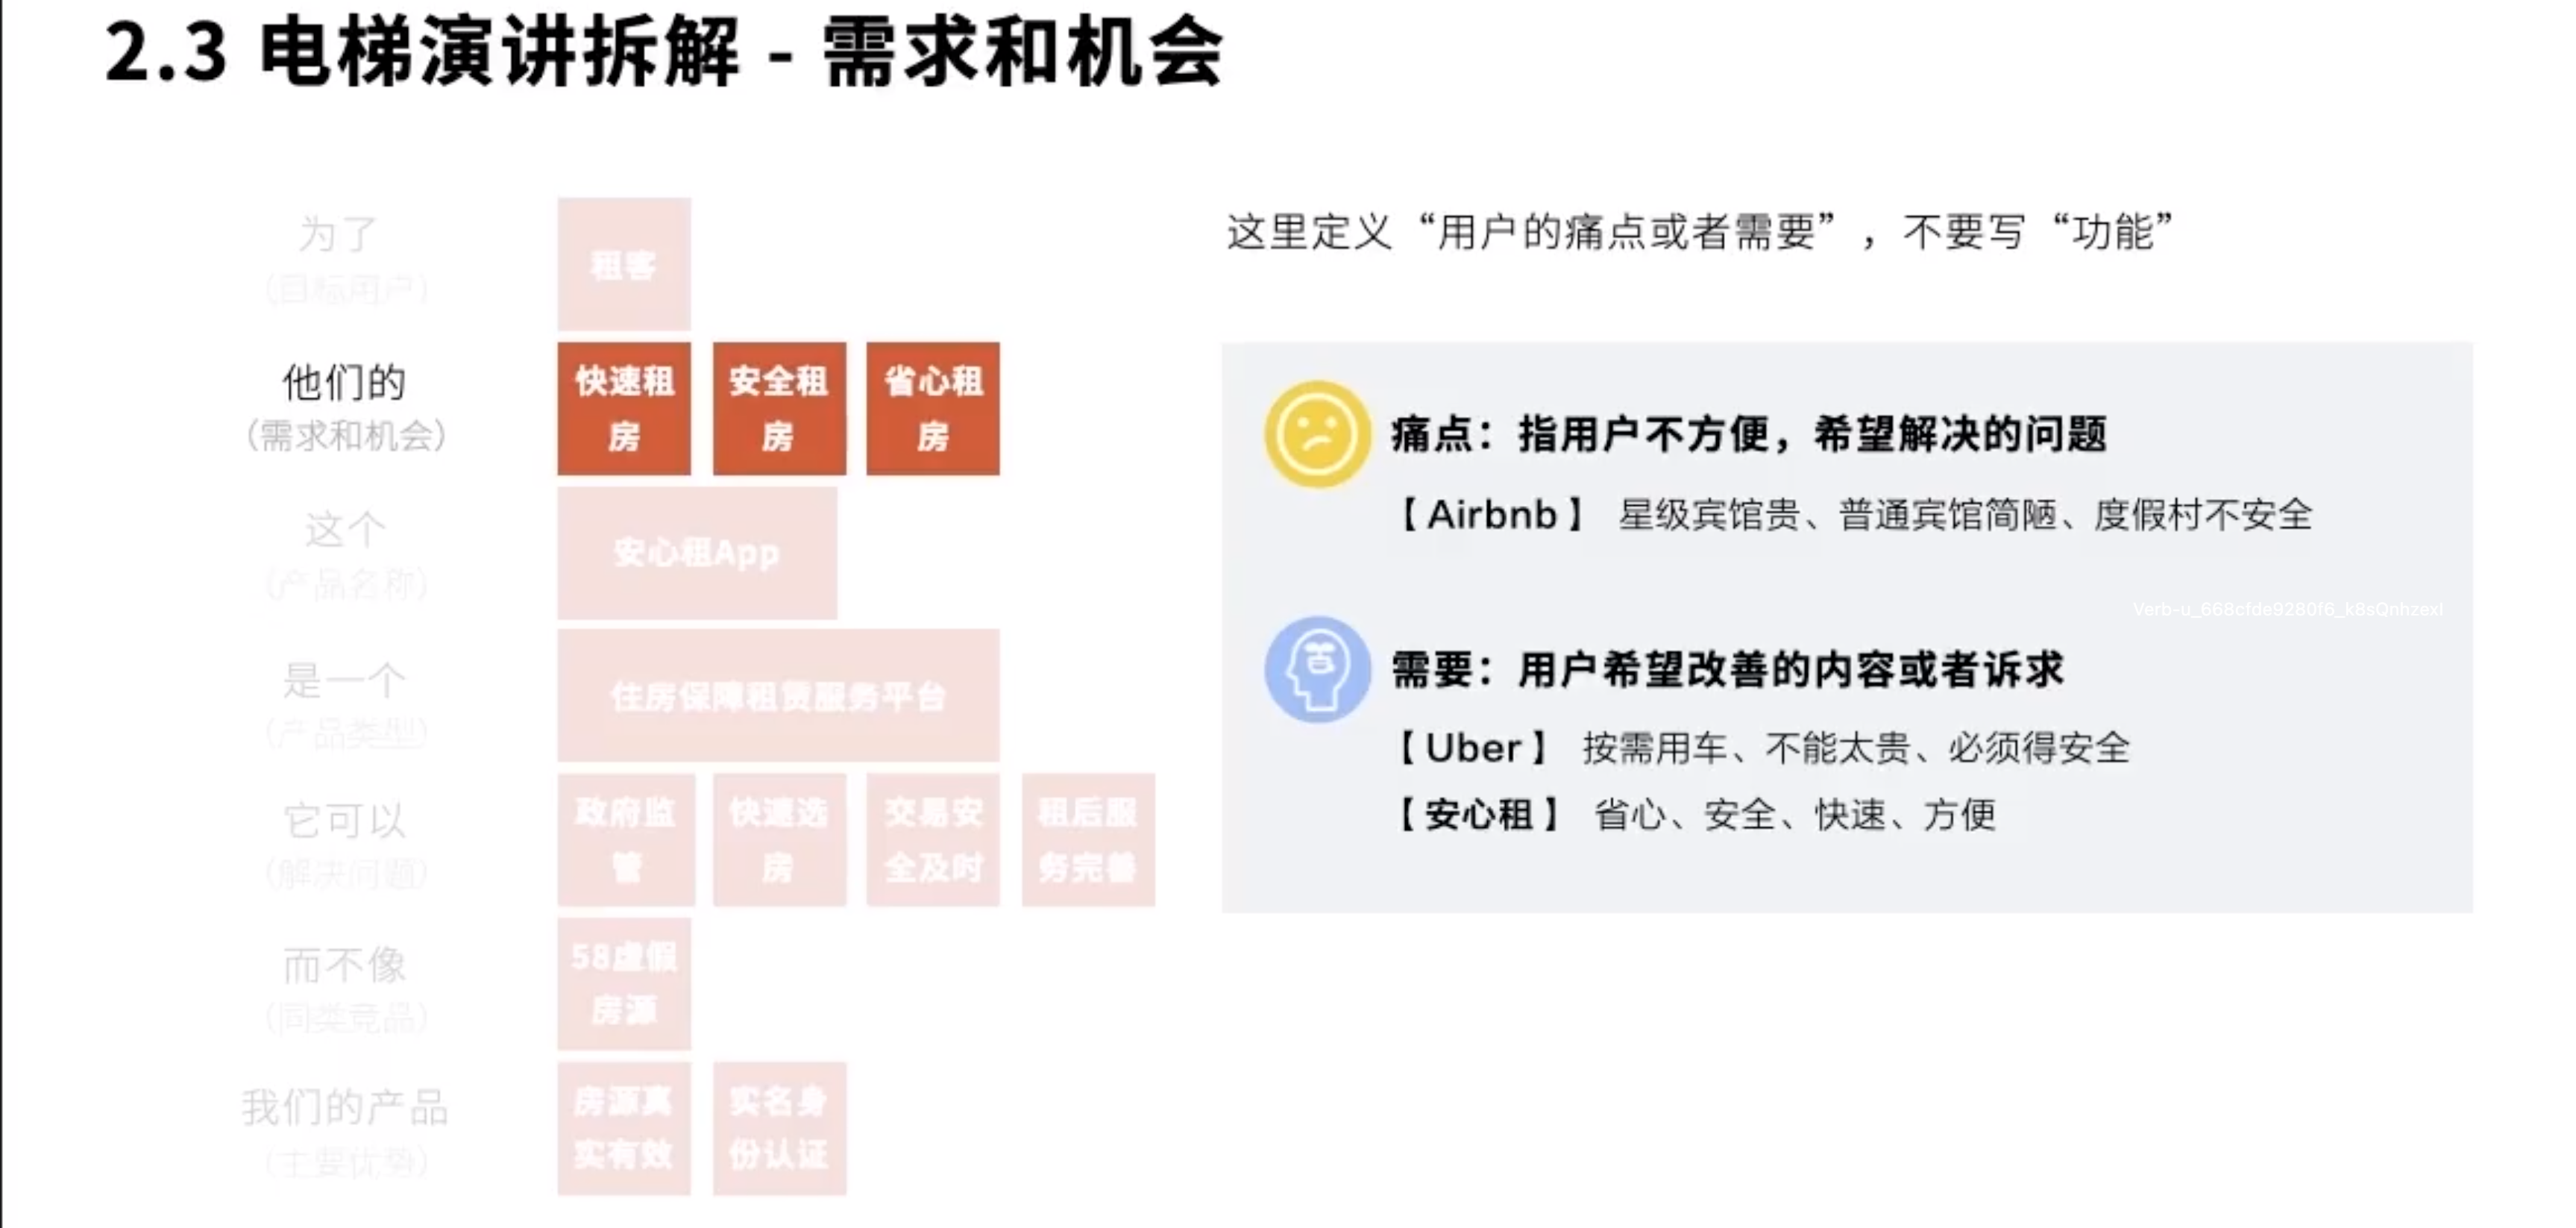 2.3 电梯演讲拆解 - 需求和机会
为了
（目标用户）
租客
他们的
（需求和机会）
快速租
房
安全租
房
省心租
房
这个
（产品名称）
安心租App
是一个
（产品类型）
住房保障租赁服务平台
它可以
（解决问题）
政府监
管
快速选
房
交易安
全及时
租后服
务完善
而不像
（同类竞品）
58虚假
房源
我们的产品
（主要优势）
房源真
实有效
实名身
份认证
这里定义“用户的痛点或者需要”，不要写“功能”
痛点：指用户不方便，希望解决的问题
【Airbnb】 星级宾馆贵、普通宾馆简陋、度假村不安全
Verb-u_668cfde9280f6_k8sQnhzexl
需要：用户希望改善的内容或者诉求
【Uber】 按需用车、不能太贵、必须得安全
【安心租】 省心、安全、快速、方便